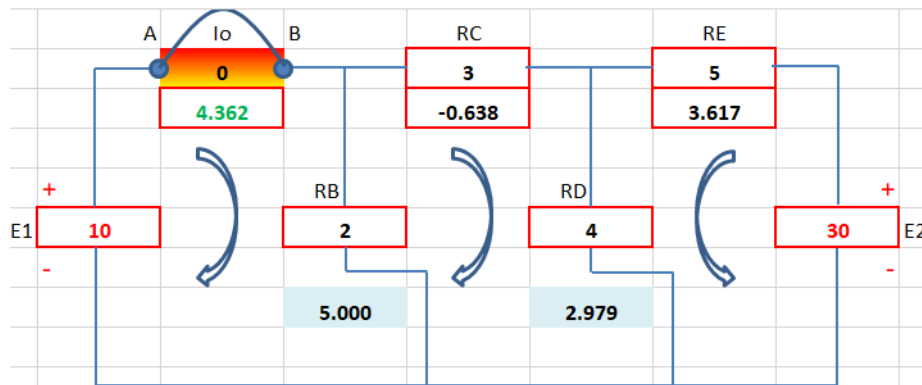 A Io B RC RE
0 3 5
4.362 -0.638 3.617
+ RB RD +
E1 10 2 4 30 E2
- -
5.000 2.979